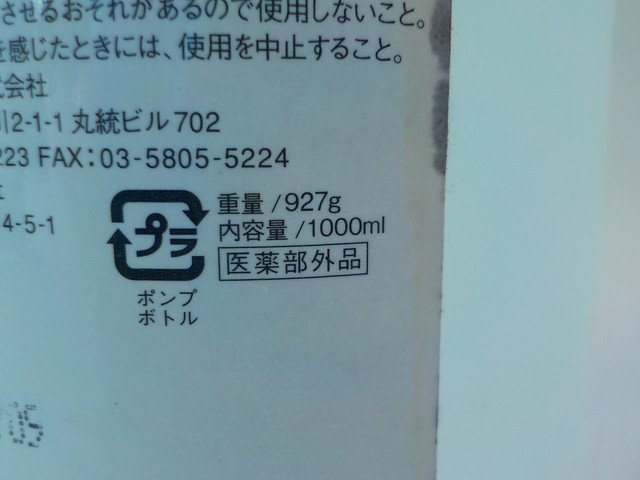 させるおそれがあるので使用しないこと。
を感じたときには、使用を中止すること。
会社
2-1-1 丸統ビル702
223 FAX：03-5805-5224
4-5-1
プラ
重量 /927g
内容量 /1000ml
医薬部外品
ポンプ
ボトル
05